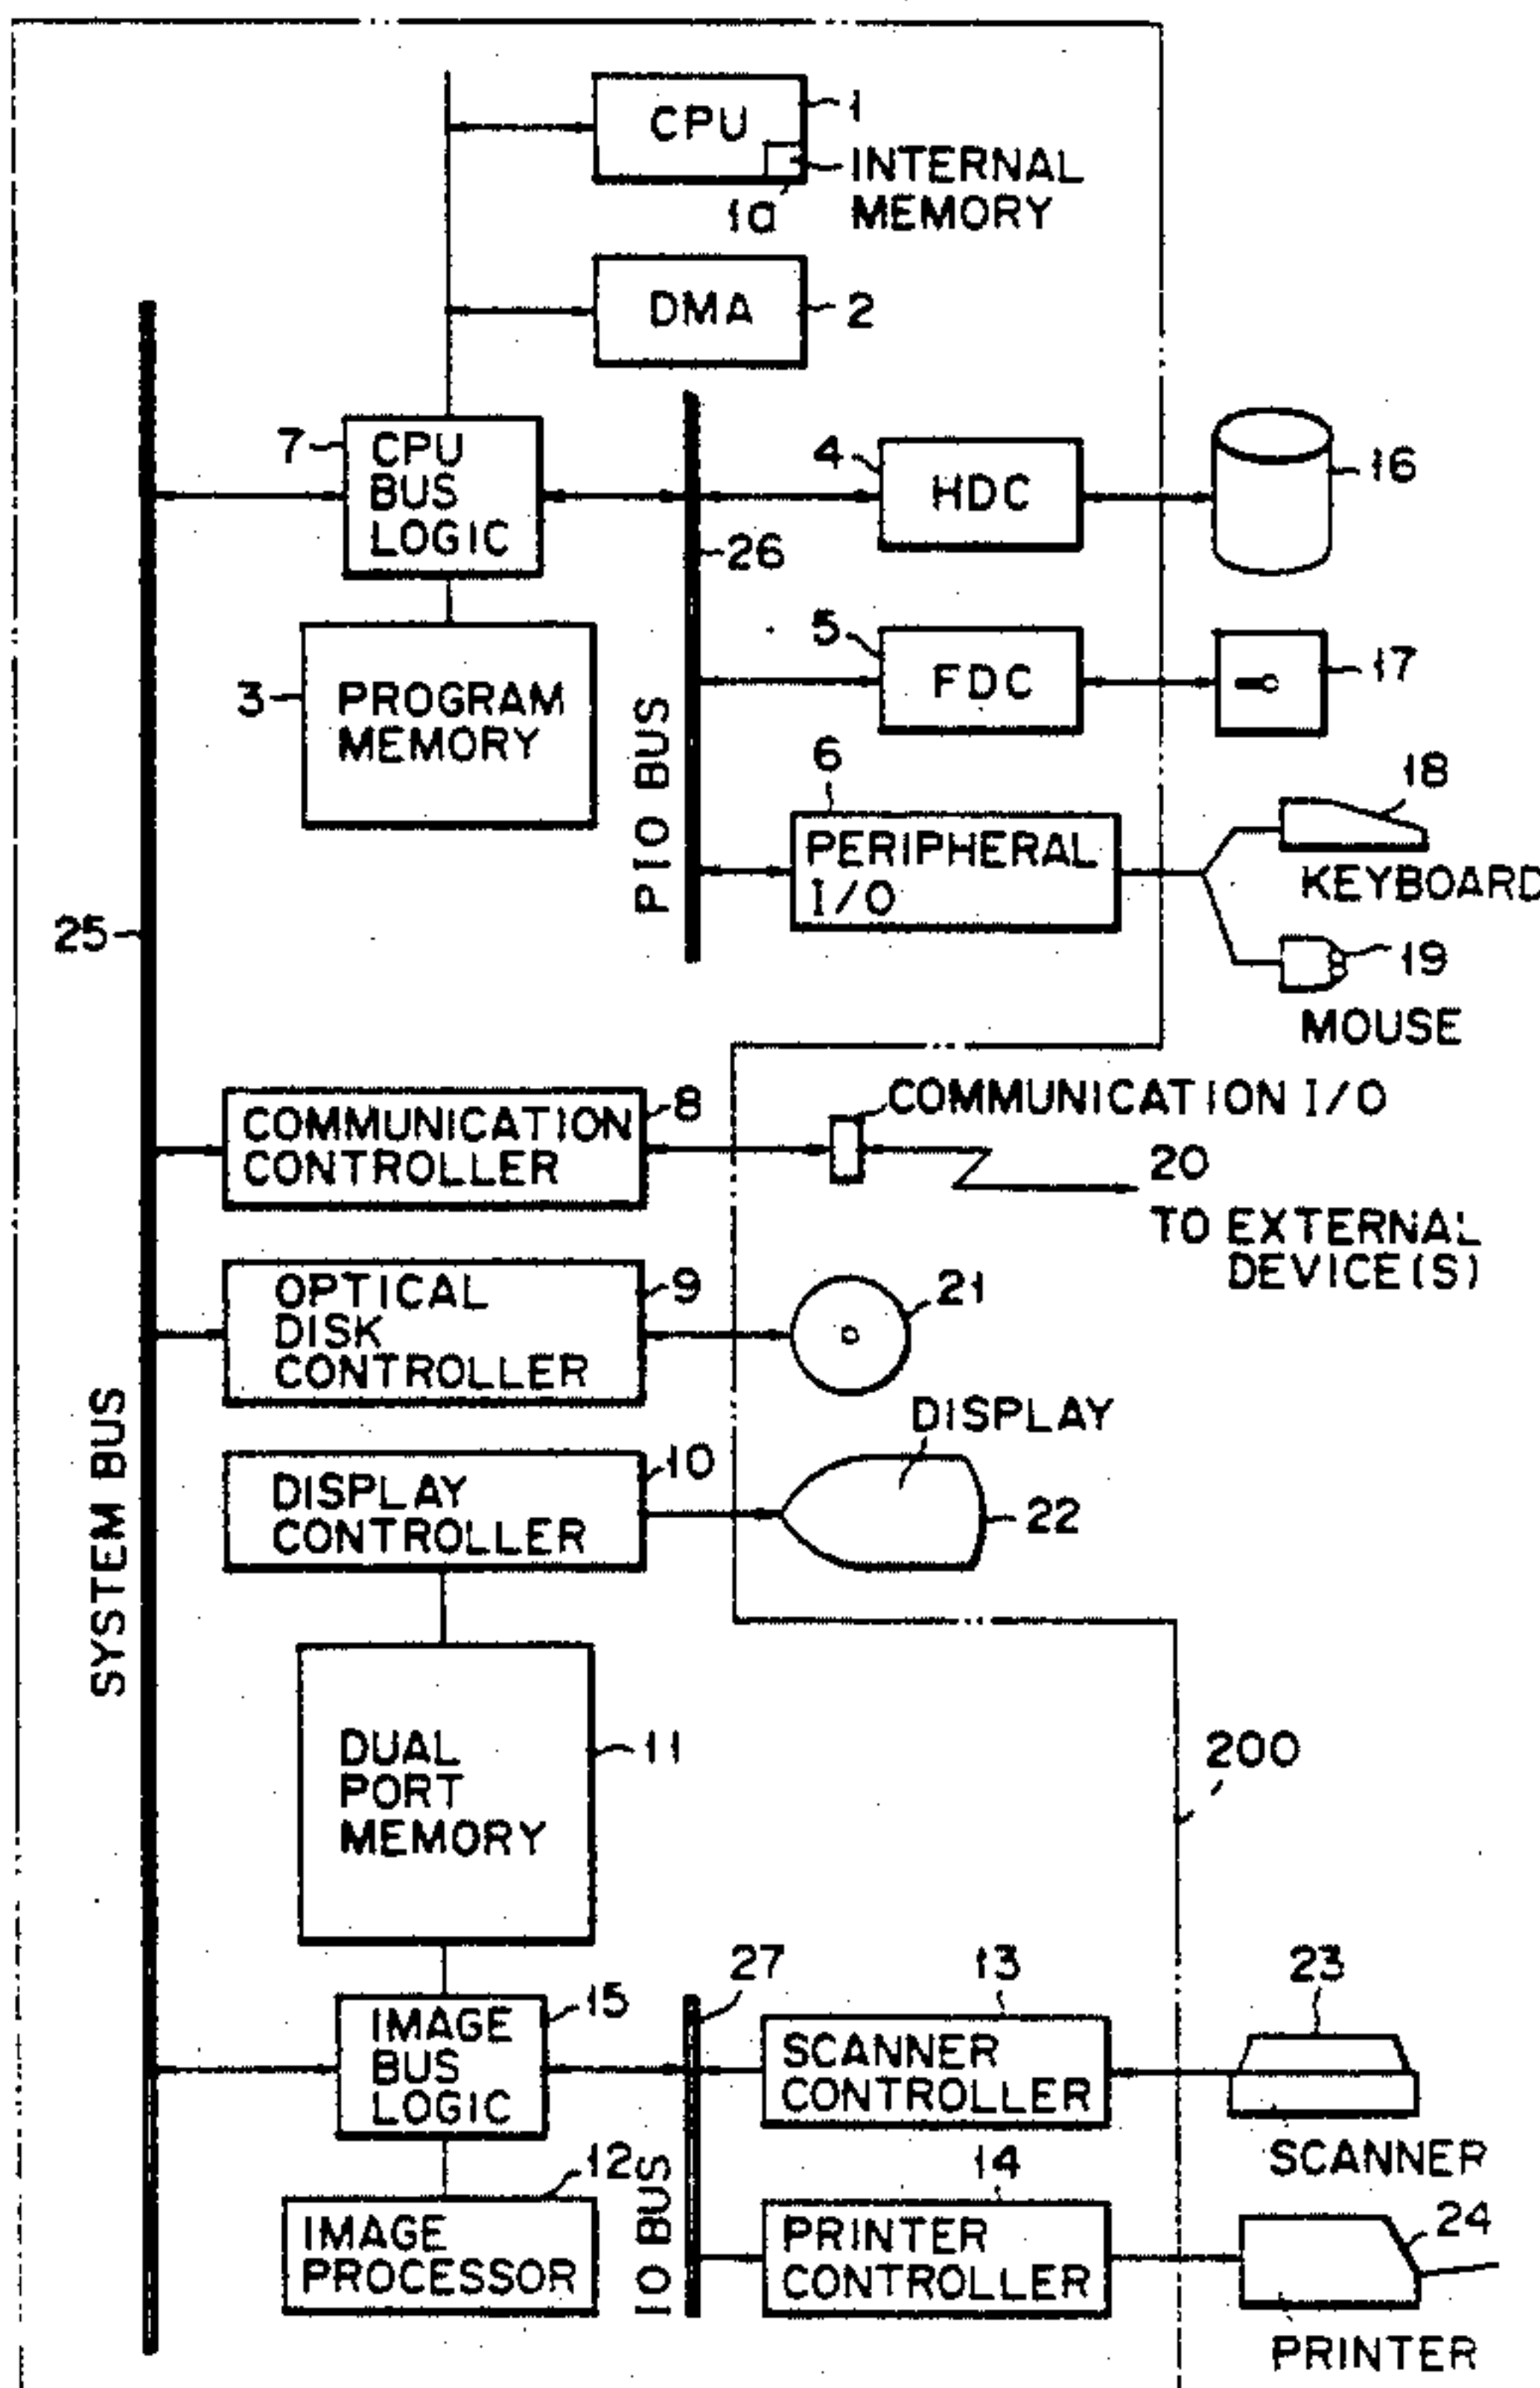 CPU
1
INTERNAL
MEMORY
1a
DMA
2
7
CPU
BUS
LOGIC
4
HDC
16
26
3
PROGRAM
MEMORY
5
FDC
17
PIO BUS
6
PERIPHERAL
I/O
18
KEYBOARD
19
MOUSE
25
SYSTEM BUS
COMMUNICATION
CONTROLLER
8
COMMUNICATION I/O
20
TO EXTERNAL
DEVICE(S)
OPTICAL
DISK
CONTROLLER
9
21
DISPLAY
CONTROLLER
10
DISPLAY
22
DUAL
PORT
MEMORY
11
200
IMAGE
BUS
LOGIC
15
27
13
SCANNER
CONTROLLER
23
SCANNER
12
IMAGE
PROCESSOR
IO BUS
14
PRINTER
CONTROLLER
24
PRINTER